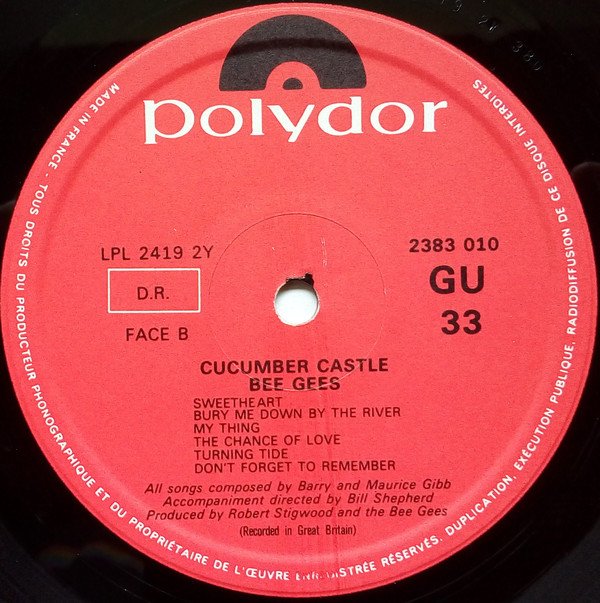 polydor
MADE IN FRANCE - TOUS DROITS DU PRODUCTEUR PHONOGRAPHIQUE ET DU PROPRIÉTAIRE DE L'ŒUVRE ENREGISTRÉE RÉSERVÉS. DUPLICATION, EXÉCUTION PUBLIQUE, RADIODIFFUSION DE CE DISQUE INTERDITES
LPL 2419 2Y
2383 010
D.R.
GU
FACE B
33
CUCUMBER CASTLE
BEE GEES
SWEETHEART
BURY ME DOWN BY THE RIVER
MY THING
THE CHANCE OF LOVE
TURNING TIDE
DON'T FORGET TO REMEMBER
All songs composed by Barry and Maurice Gibb
Accompaniment directed by Bill Shepherd
Produced by Robert Stigwood and the Bee Gees
(Recorded in Great Britain)